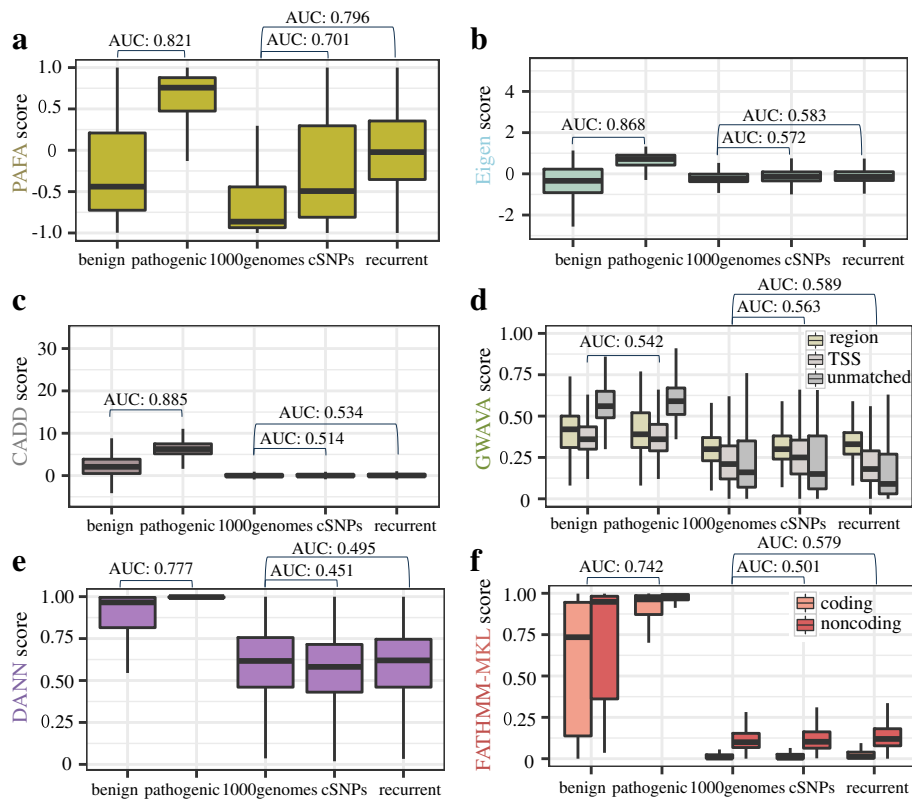 a
AUC: 0.796
AUC: 0.821
AUC: 0.701
PAFA score
1.0
0.5
0
-0.5
-1.0
benign pathogenic 1000genomes cSNPs recurrent
b
AUC: 0.583
AUC: 0.868
AUC: 0.572
Eigen score
4
2
0
-2
benign pathogenic 1000genomes cSNPs recurrent
c
AUC: 0.885
AUC: 0.534
AUC: 0.514
CADD score
30
20
10
0
benign pathogenic 1000genomes cSNPs recurrent
d
AUC: 0.589
AUC: 0.563
AUC: 0.542
region
TSS
unmatched
GWAVA score
1.00
0.75
0.50
0.25
0
benign pathogenic 1000genomes cSNPs recurrent
e
AUC: 0.495
AUC: 0.777
AUC: 0.451
DANN score
1.00
0.75
0.50
0.25
0
benign pathogenic 1000genomes cSNPs recurrent
f
AUC: 0.579
AUC: 0.742
AUC: 0.501
coding
noncoding
FATHMM-MKL score
1.00
0.75
0.50
0.25
0
benign pathogenic 1000genomes cSNPs recurrent